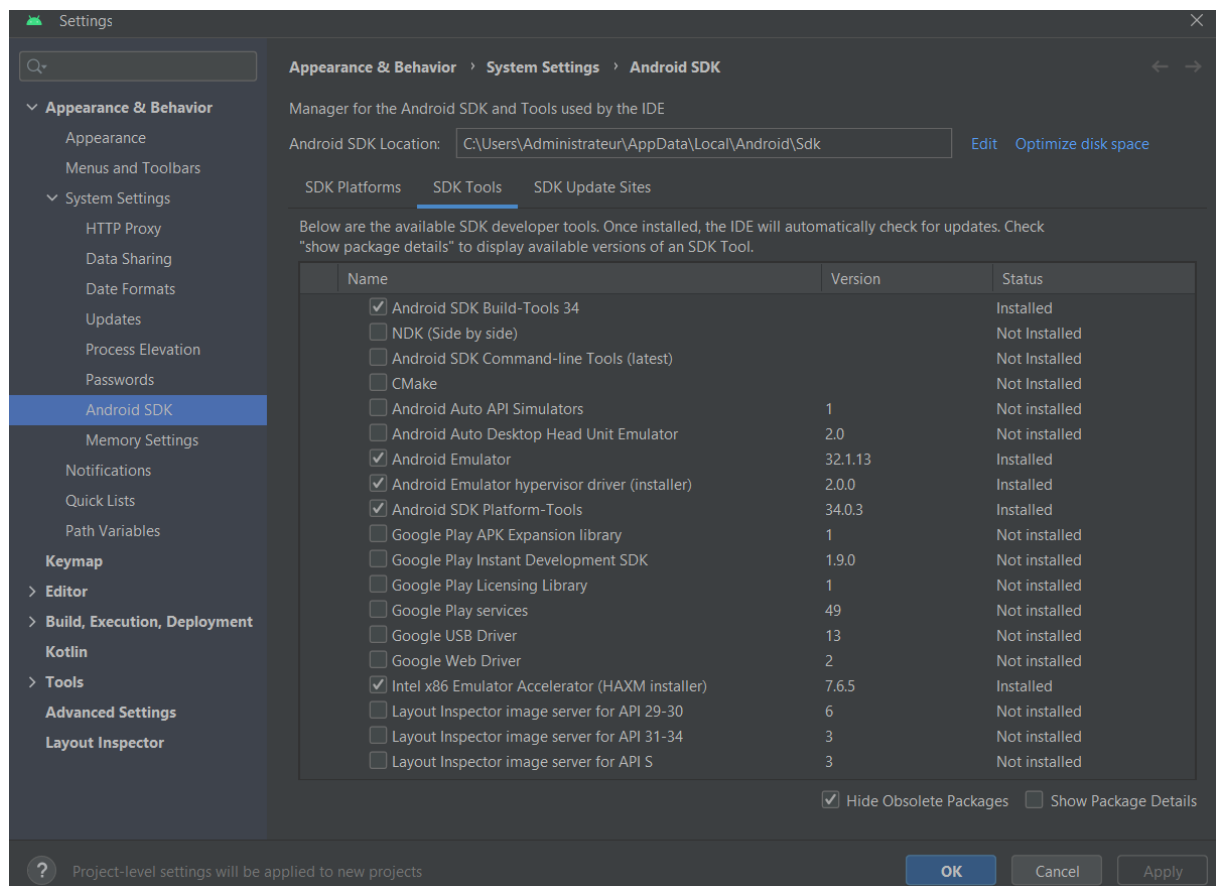 Settings
Appearance & Behavior
Appearance
Menus and Toolbars
System Settings
HTTP Proxy
Data Sharing
Date Formats
Updates
Process Elevation
Passwords
Android SDK
Memory Settings
Notifications
Quick Lists
Path Variables
Keymap
Editor
Build, Execution, Deployment
Kotlin
Tools
Advanced Settings
Layout Inspector
Appearance & Behavior › System Settings › Android SDK
Manager for the Android SDK and Tools used by the IDE
Android SDK Location: C:\Users\Administrateur\AppData\Local\Android\Sdk Edit Optimize disk space
SDK Platforms SDK Tools SDK Update Sites
Below are the available SDK developer tools. Once installed, the IDE will automatically check for updates. Check
"show package details" to display available versions of an SDK Tool.
Name Version Status
Android SDK Build-Tools 34 Installed
NDK (Side by side) Not Installed
Android SDK Command-line Tools (latest) Not Installed
CMake Not Installed
Android Auto API Simulators 1 Not installed
Android Auto Desktop Head Unit Emulator 2.0 Not installed
Android Emulator 32.1.13 Installed
Android Emulator hypervisor driver (installer) 2.0.0 Installed
Android SDK Platform-Tools 34.0.3 Installed
Google Play APK Expansion library 1 Not installed
Google Play Instant Development SDK 1.9.0 Not installed
Google Play Licensing Library 1 Not installed
Google Play services 49 Not installed
Google USB Driver 13 Not installed
Google Web Driver 2 Not installed
Intel x86 Emulator Accelerator (HAXM installer) 7.6.5 Installed
Layout Inspector image server for API 29-30 6 Not installed
Layout Inspector image server for API 31-34 3 Not installed
Layout Inspector image server for API S 3 Not installed
Hide Obsolete Packages Show Package Details
? Project-level settings will be applied to new projects
OK Cancel Apply